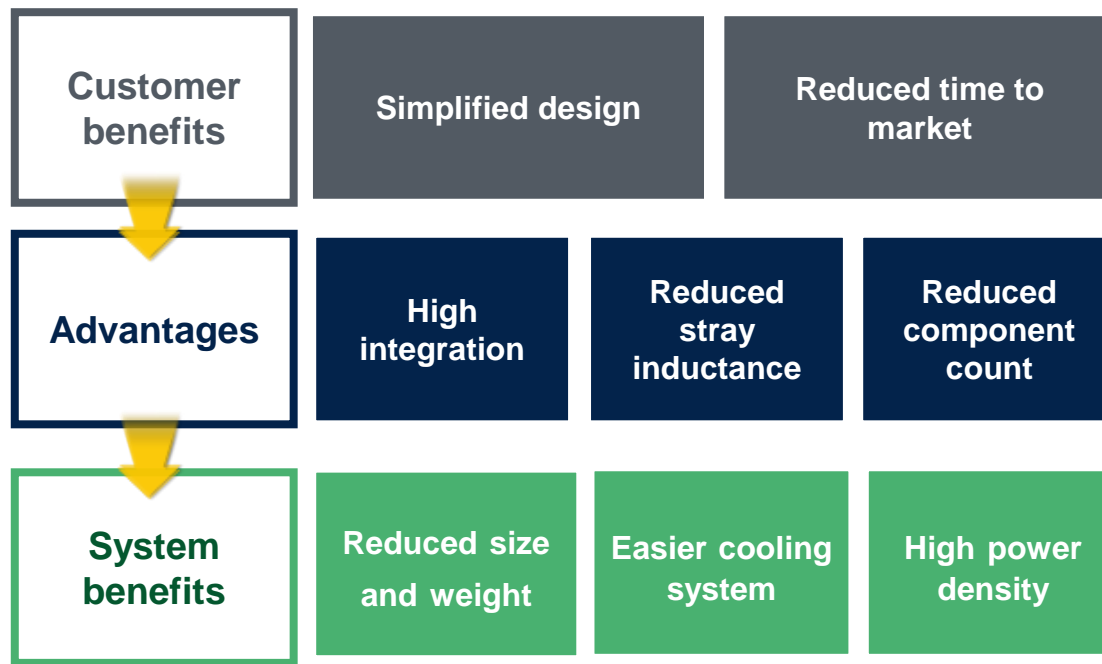 Customer
benefits
Simplified design
Reduced time to
market
Advantages
High
integration
Reduced
stray
inductance
Reduced
component
count
System
benefits
Reduced size
and weight
Easier cooling
system
High power
density